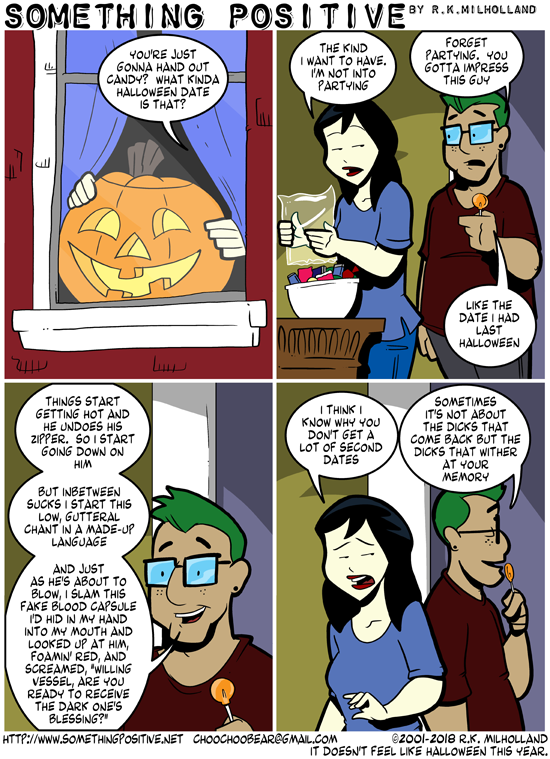 SOMETHING POSITIVE BY R.K.MILHOLLAND
YOU'RE JUST
GONNA HAND OUT
CANDY? WHAT KINDA
HALLOWEEN DATE
IS THAT?
THE KIND
I WANT TO HAVE.
I'M NOT INTO
PARTYING
FORGET
PARTYING. YOU
GOTTA IMPRESS
THIS GUY
LIKE THE
DATE I HAD
LAST
HALLOWEEN
THINGS START
GETTING HOT AND
HE UNDOES HIS
ZIPPER. SO I START
GOING DOWN ON
HIM
BUT INBETWEEN
SUCKS I START THIS
LOW, GUTTERAL
CHANT IN A MADE-UP
LANGUAGE
AND JUST
AS HE'S ABOUT TO
BLOW, I SLAM THIS
FAKE BLOOD CAPSULE
I'D HID IN MY HAND
INTO MY MOUTH AND
LOOKED UP AT HIM,
FOAMIN' RED, AND
SCREAMED, "WILLING
VESSEL, ARE YOU
READY TO RECEIVE
THE DARK ONE'S
BLESSING?"
I THINK I
KNOW WHY YOU
DON'T GET A
LOT OF SECOND
DATES
SOMETIMES
IT'S NOT ABOUT
THE DICKS THAT
COME BACK BUT THE
DICKS THAT WITHER
AT YOUR
MEMORY
HTTP://WWW.SOMETHINGPOSITIVE.NET CHOOCHOOBEAR@GMAIL.COM ©2001-2018 R.K. MILHOLLAND
IT DOESN'T FEEL LIKE HALLOWEEN THIS YEAR.